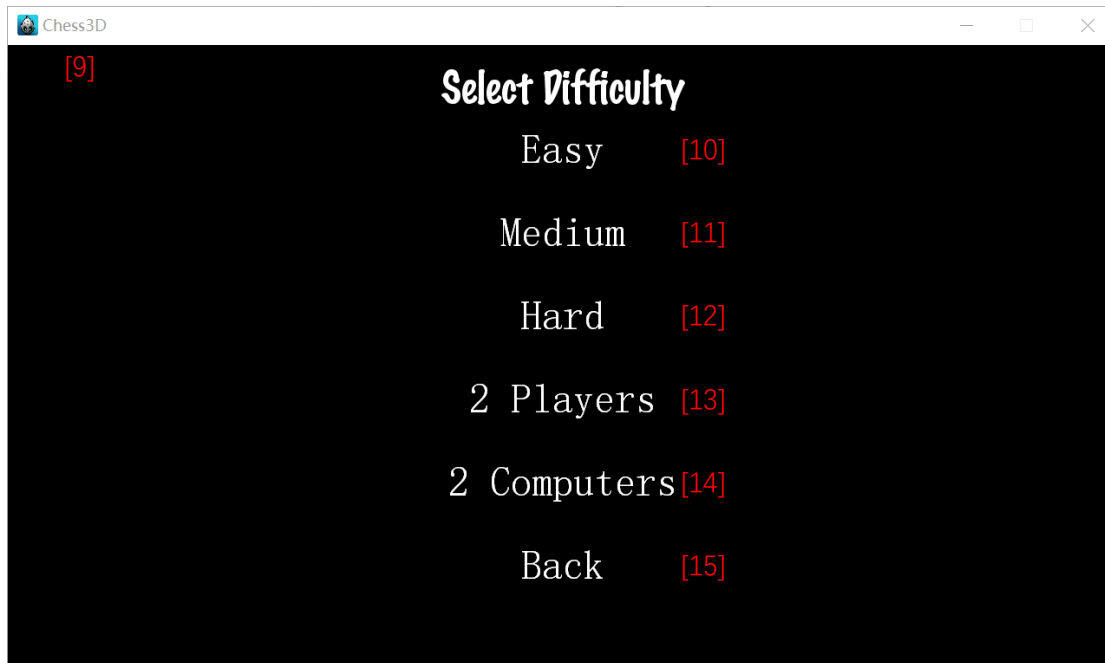 Chess3D
[9]
Select Difficulty
Easy [10]
Medium [11]
Hard [12]
2 Players [13]
2 Computers [14]
Back [15]